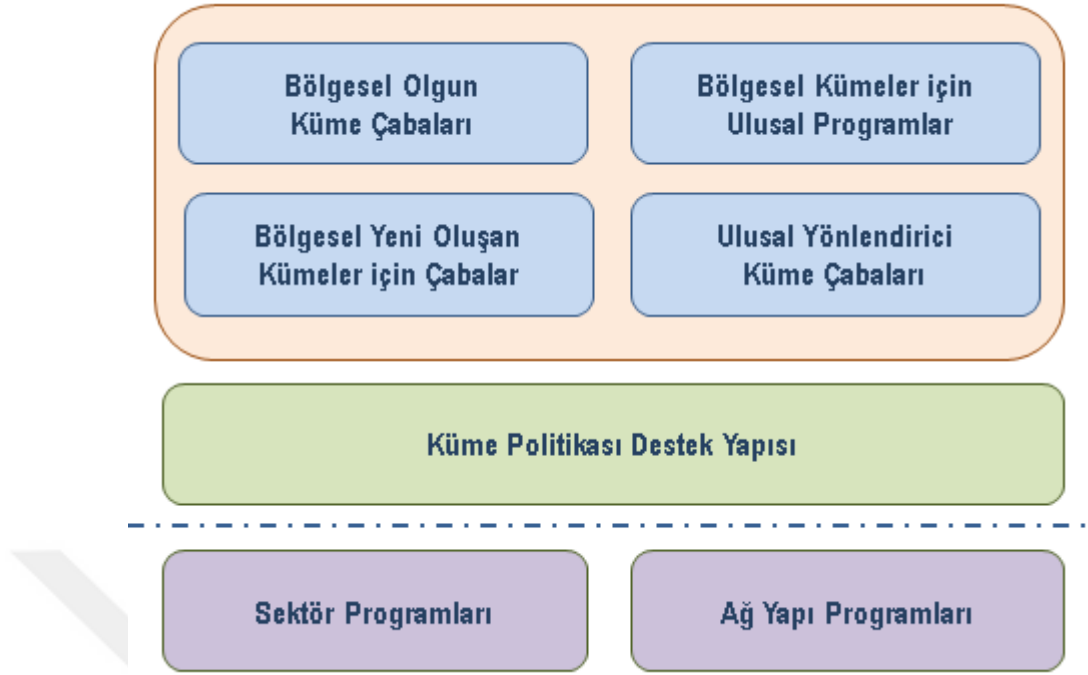 Bölgesel Olgun
Küme Çabaları
Bölgesel Kümeler için
Ulusal Programlar
Bölgesel Yeni Oluşan
Kümeler için Çabalar
Ulusal Yönlendirici
Küme Çabaları
Küme Politikası Destek Yapısı
Sektör Programları
Ağ Yapı Programları